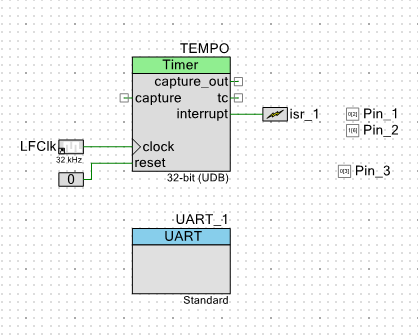 TEMPO
Timer
capture_out
capture tc
interrupt
isr_1
LFClk
32 kHz
clock
0
reset
32-bit (UDB)
0[2] Pin_1
1[6] Pin_2
0[3] Pin_3
UART_1
UART
Standard